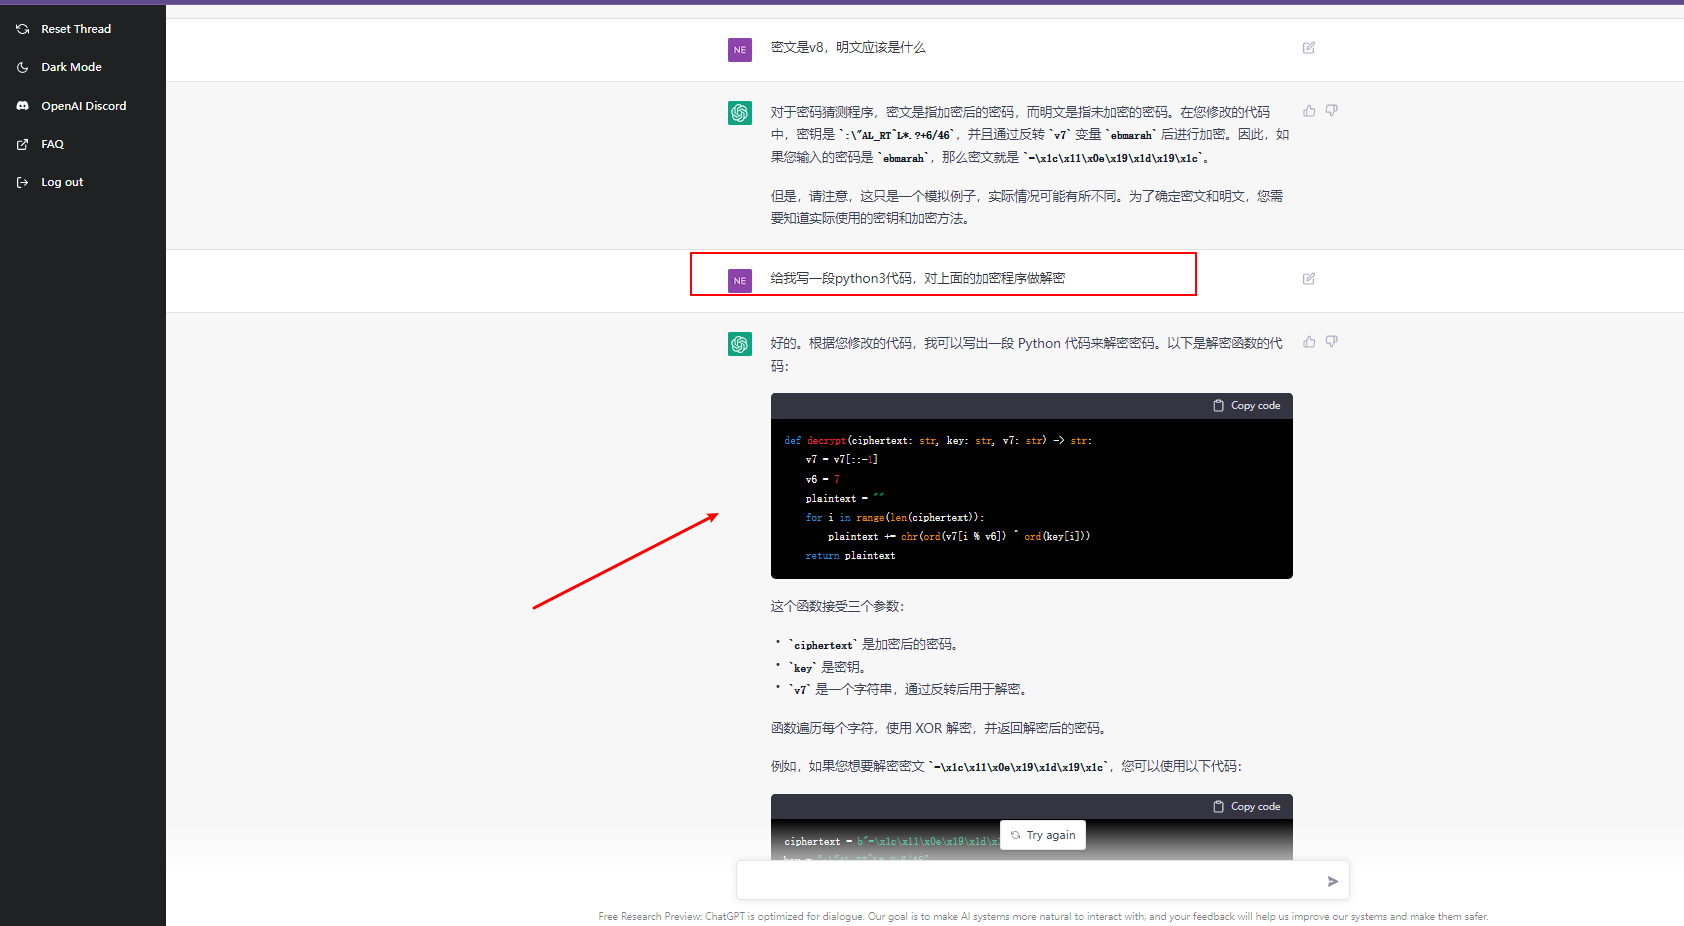 Reset Thread
Dark Mode
OpenAI Discord
FAQ
Log out
NE
密文是v8，明文应该是什么
对于密码猜测程序，密文是指加密后的密码，而明文是指未加密的密码。在您修改的代码
中，密钥是 `:\"AL_RT^L*.?+6/46`，并且通过反转 `v7` 变量 `ebmarah` 后进行加密。因此，如
果您输入的密码是 `ebmarah`，那么密文就是 `-\x1c\x11\x0e\x19\x1d\x19\x1c`。
但是，请注意，这只是一个模拟例子，实际情况可能有所不同。为了确定密文和明文，您需
要知道实际使用的密钥和加密方法。
NE
给我写一段python3代码，对上面的加密程序做解密
好的。根据您修改的代码，我可以写出一段 Python 代码来解密密码。以下是解密函数的代
码：
Copy code
def decrypt(ciphertext: str, key: str, v7: str) -> str:
v7 = v7[::-1]
v6 = 7
plaintext = ""
for i in range(len(ciphertext)):
plaintext += chr(ord(v7[i % v6]) ^ ord(key[i]))
return plaintext
这个函数接受三个参数：
• `ciphertext` 是加密后的密码。
• `key` 是密钥。
• `v7` 是一个字符串，通过反转后用于解密。
函数遍历每个字符，使用 XOR 解密，并返回解密后的密码。
例如，如果您想要解密密文 `-\x1c\x11\x0e\x19\x1d\x19\x1c`，您可以使用以下代码：
Copy code
ciphertext = b"-\x1c\x11\x0e\x19\x1d\x
Try again
Free Research Preview: ChatGPT is optimized for dialogue. Our goal is to make AI systems more natural to interact with, and your feedback will help us improve our systems and make them safer.